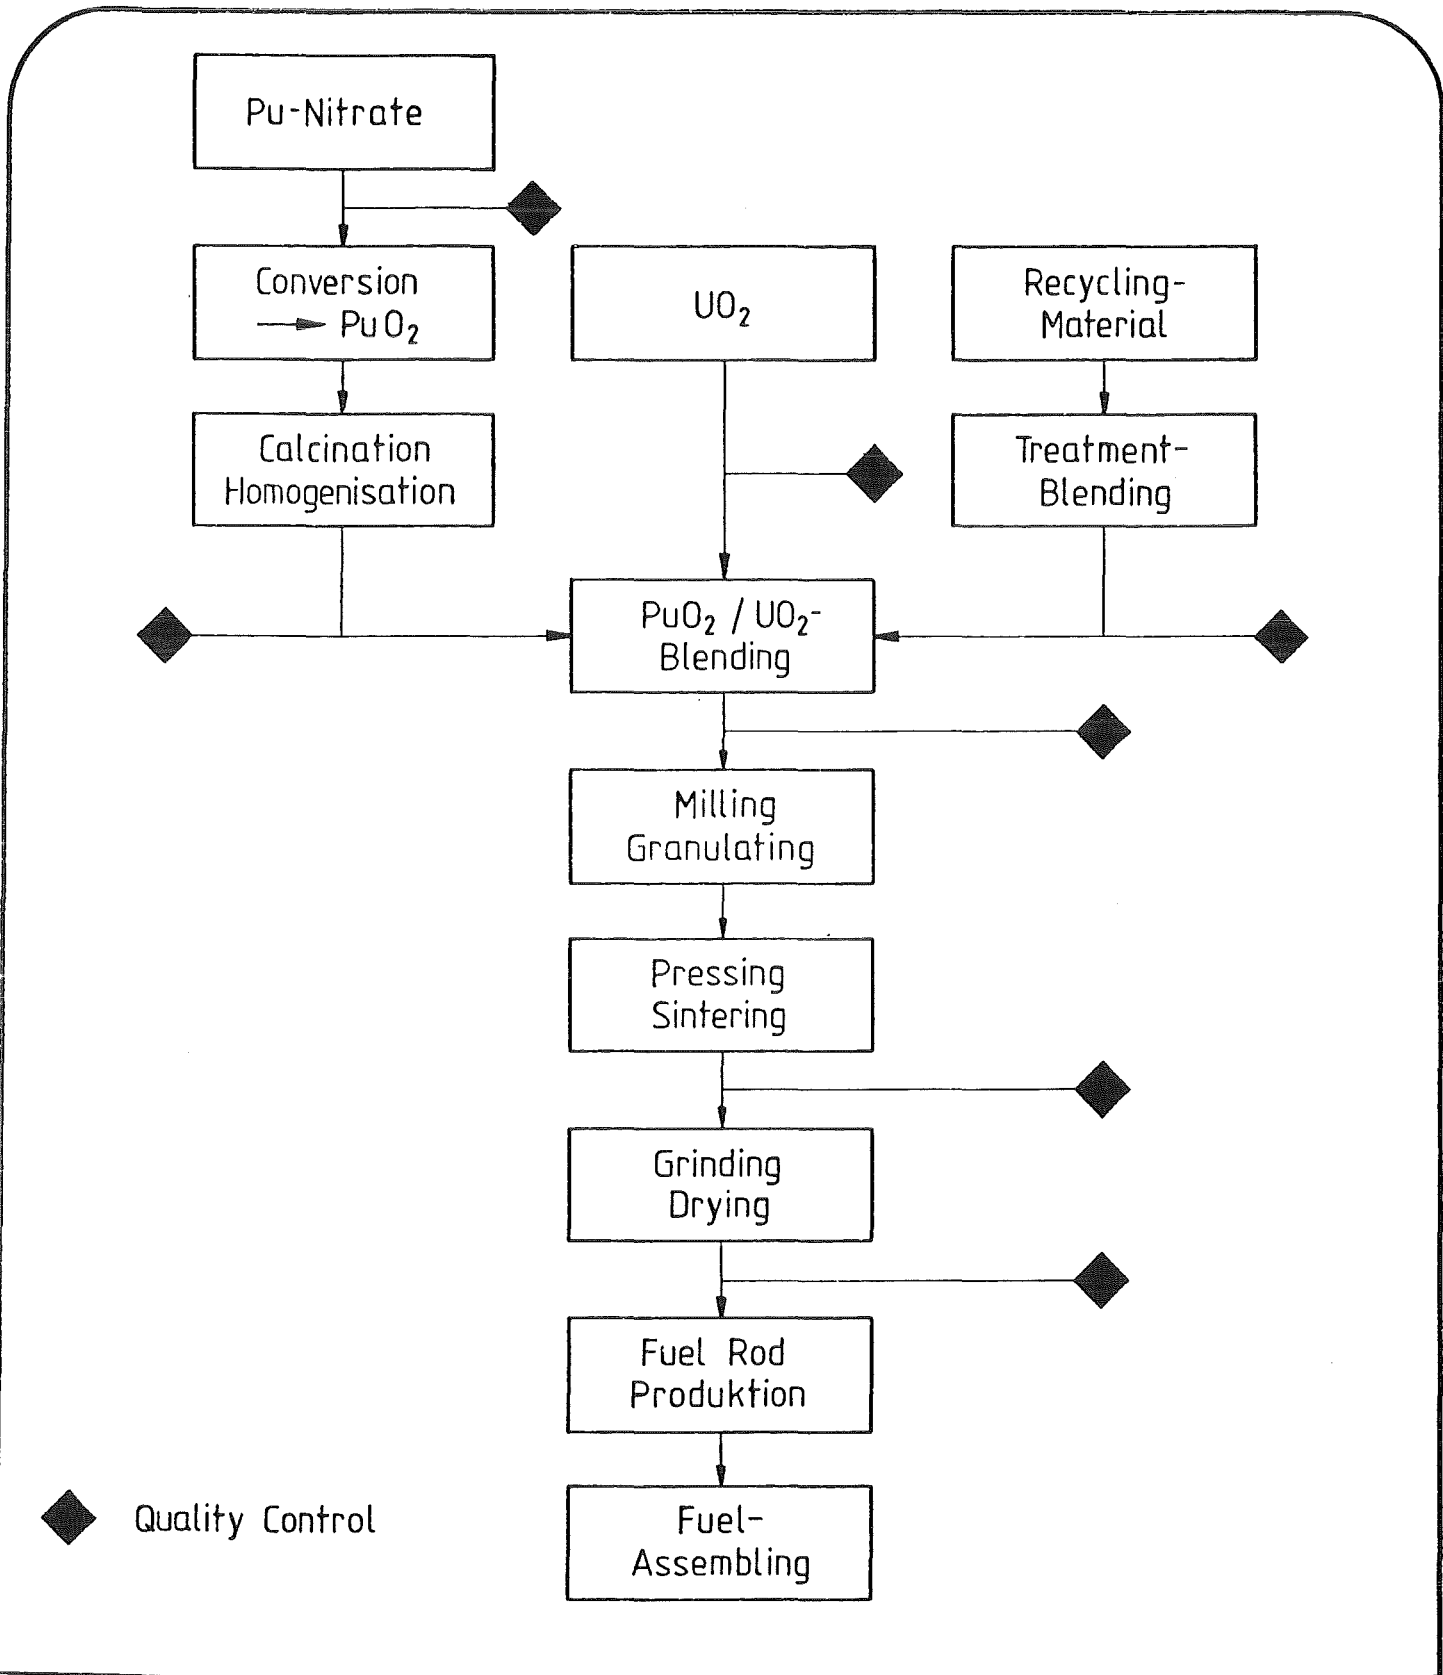 Pu-Nitrate
Conversion
→ PuO₂
UO₂
Recycling-
Material
Calcination
Homogenisation
Treatment-
Blending
PuO₂ / UO₂-
Blending
Milling
Granulating
Pressing
Sintering
Grinding
Drying
Fuel Rod
Produktion
Fuel-
Assembling
Quality Control